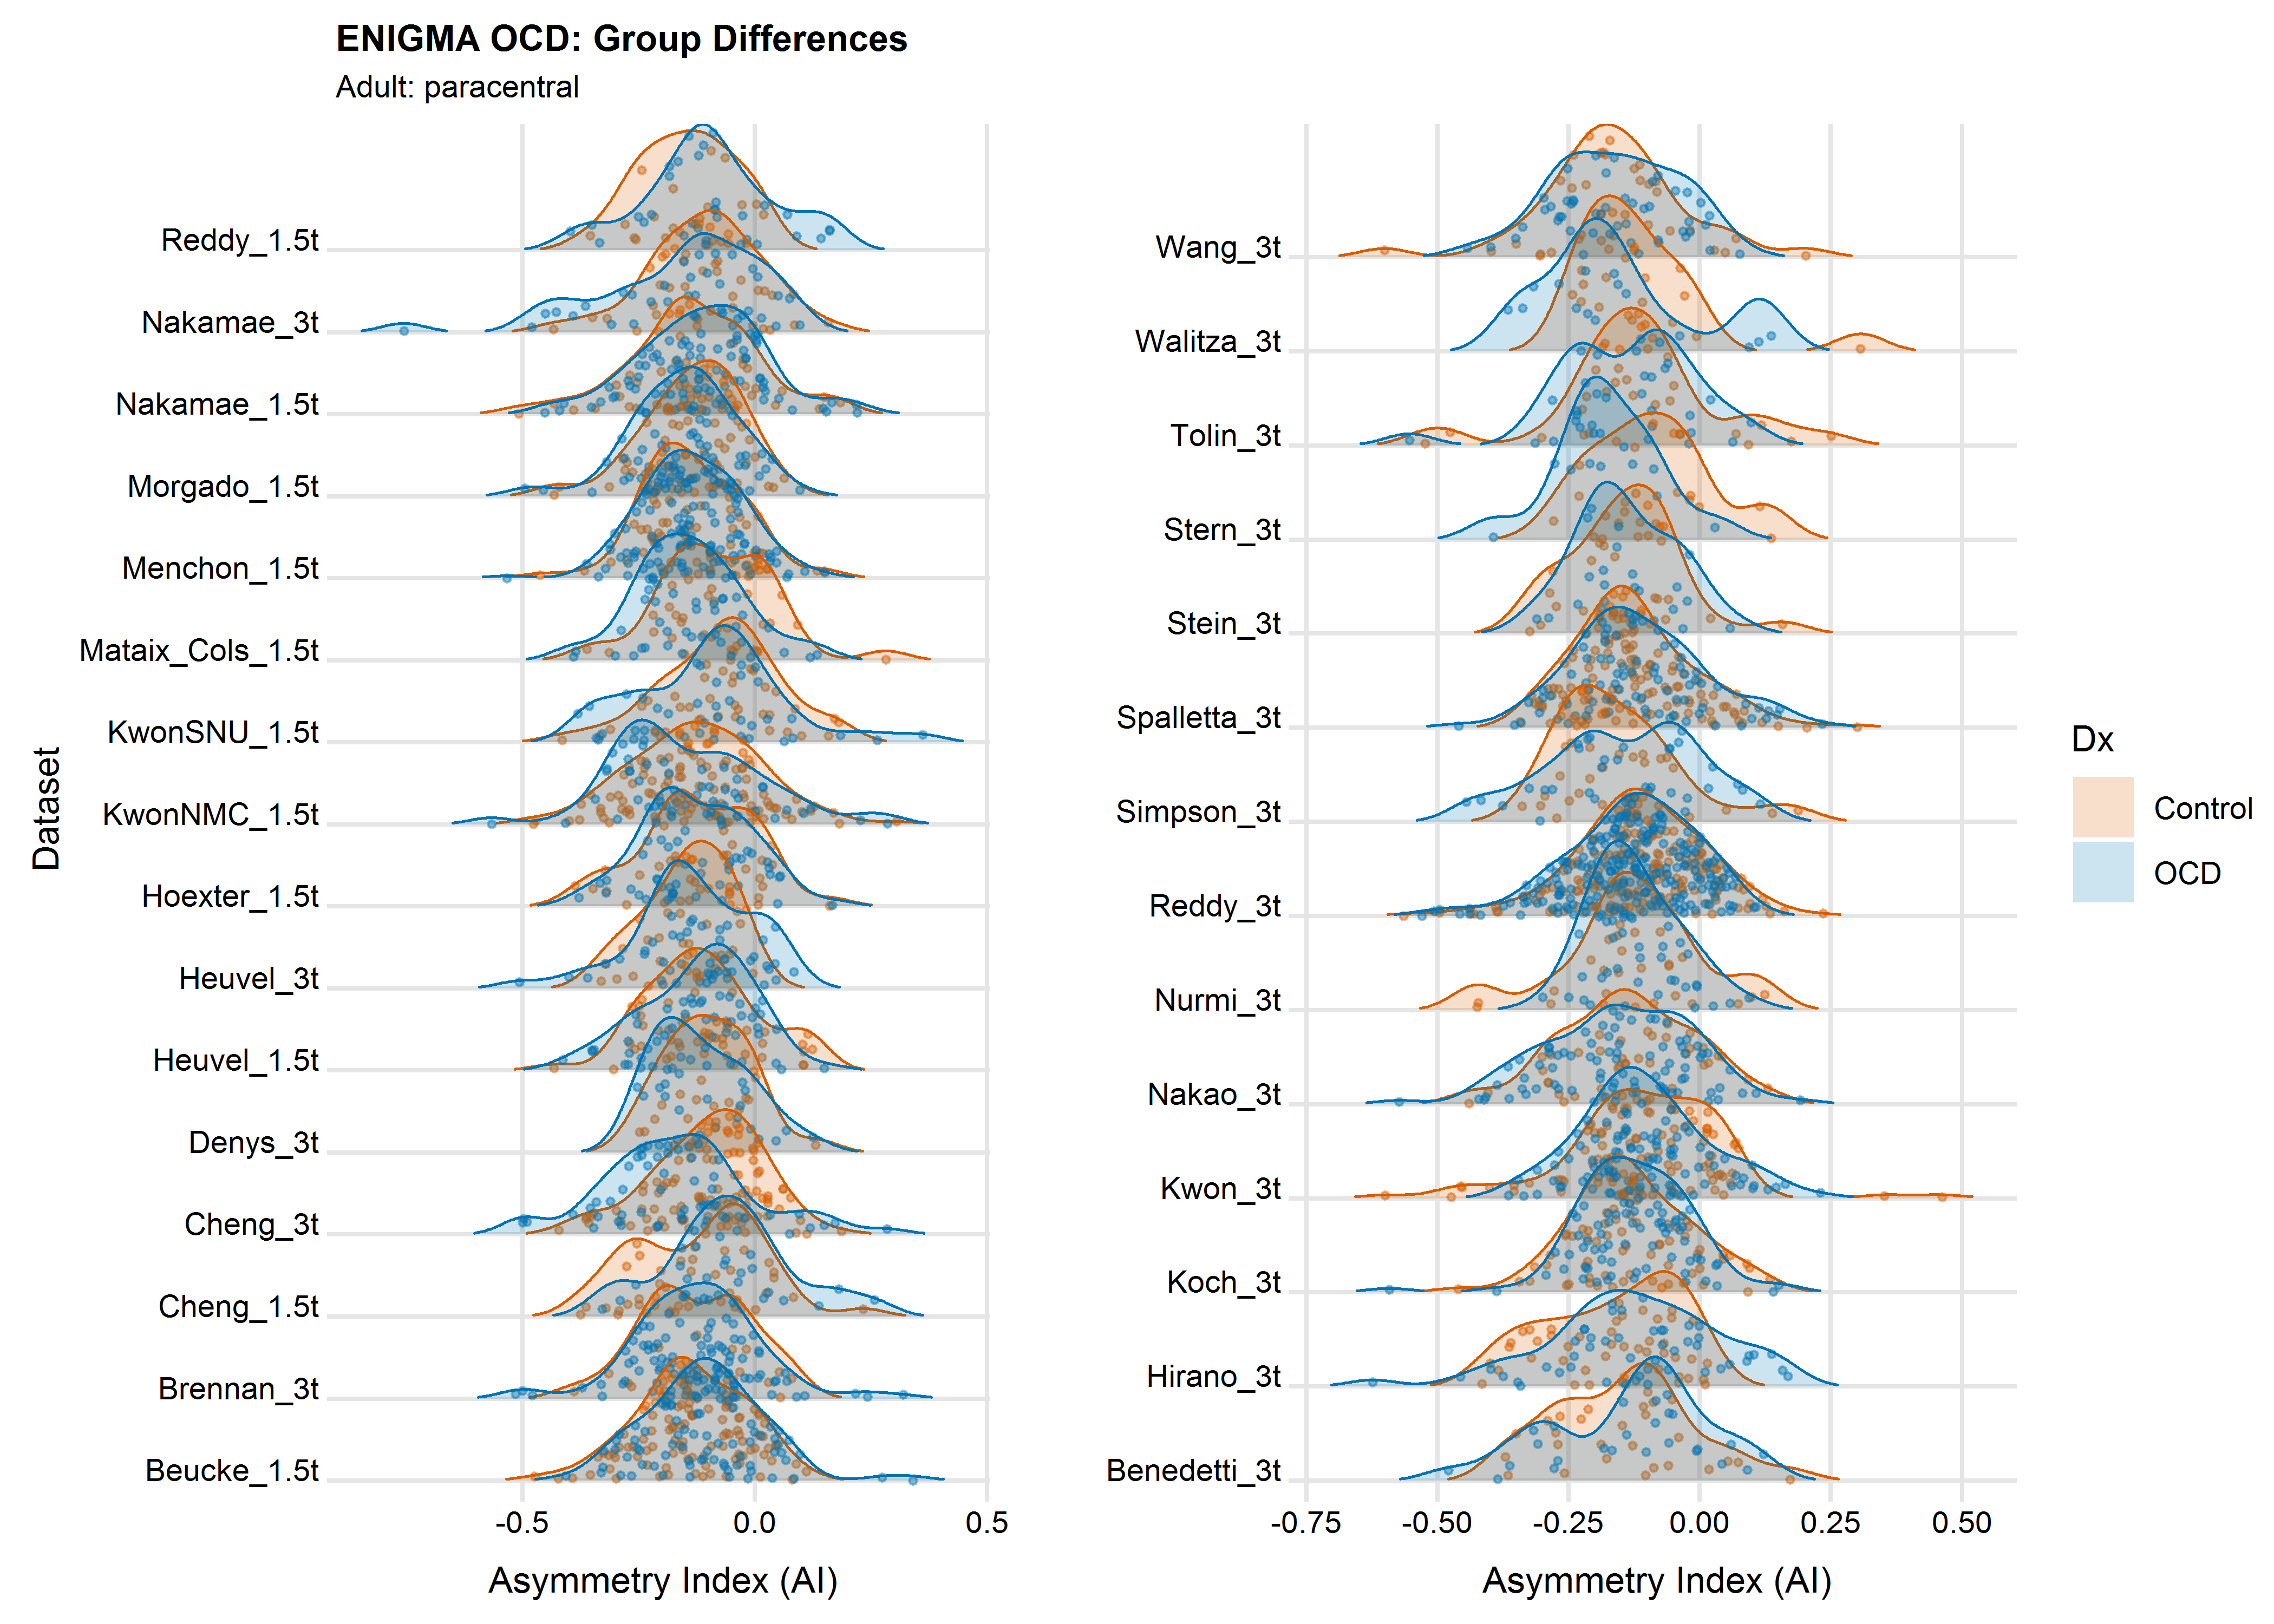 ENIGMA OCD: Group Differences
Adult: paracentral
Dataset
Reddy_1.5t
Nakamae_3t
Nakamae_1.5t
Morgado_1.5t
Menchon_1.5t
Mataix_Cols_1.5t
KwonSNU_1.5t
KwonNMC_1.5t
Hoexter_1.5t
Heuvel_3t
Heuvel_1.5t
Denys_3t
Cheng_3t
Cheng_1.5t
Brennan_3t
Beucke_1.5t
-0.5 0.0 0.5
Asymmetry Index (AI)
Wang_3t
Walitza_3t
Tolin_3t
Stern_3t
Stein_3t
Spalletta_3t
Simpson_3t
Reddy_3t
Nurmi_3t
Nakao_3t
Kwon_3t
Koch_3t
Hirano_3t
Benedetti_3t
-0.75 -0.50 -0.25 0.00 0.25 0.50
Asymmetry Index (AI)
Dx
Control
OCD